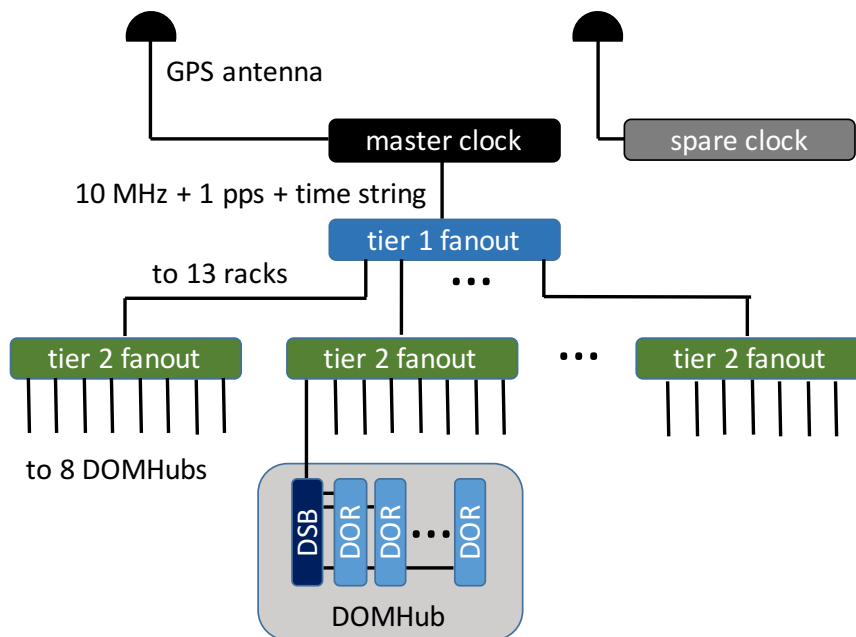 GPS antenna
master clock
spare clock
10 MHz + 1 pps + time string
tier 1 fanout
to 13 racks
...
tier 2 fanout
tier 2 fanout
...
tier 2 fanout
to 8 DOMHubs
DSB
DOR
DOR
...
DOR
DOMHub